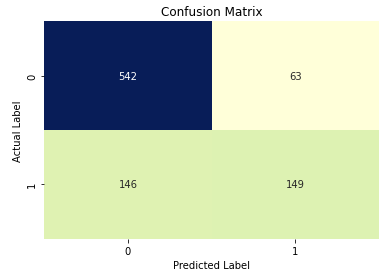 Confusion Matrix
Actual Label
0
542
63
1
146
149
0
1
Predicted Label